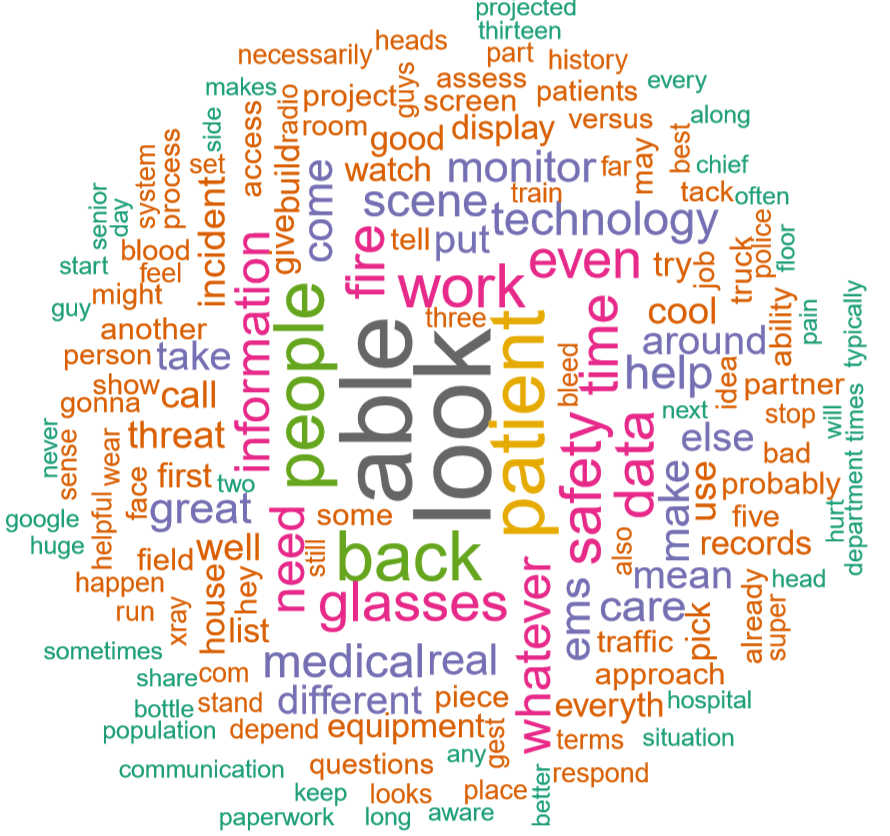 projected
thirteen
necessarily
heads
part
history
makes
guys
assess
patients
every
project
screen
versus
along
side
access
radio
room
good
display
best
chief
system
process
set
build
come
watch
monitor
far
may
tack
often
senior
day
incident
give
scene
train
technology
truck
police
floor
blood
feel
start
information
fire
tell
put
even
try
job
guy
might
people
work
cool
ability
pain
typically
another
able
look
three
patient
time
around
person
take
bleed
help
idea
partner
show
gonna
call
next
stop
will
times
never
sense
wear
threat
safety
data
else
bad
face
first
two
make
use
probably
google
helpful
great
some
five
hurt
department
huge
field
well
need
still
back
also
records
happen
house
hey
glasses
whatever
ems
mean
head
already
super
run
xray
list
care
pick
sometimes
medical
real
traffic
share
com
approach
bottle
stand
different
piece
everyth
hospital
population
depend
equipment
gest
terms
situation
communication
questions
any
respond
keep
looks
place
better
paperwork
long
aware